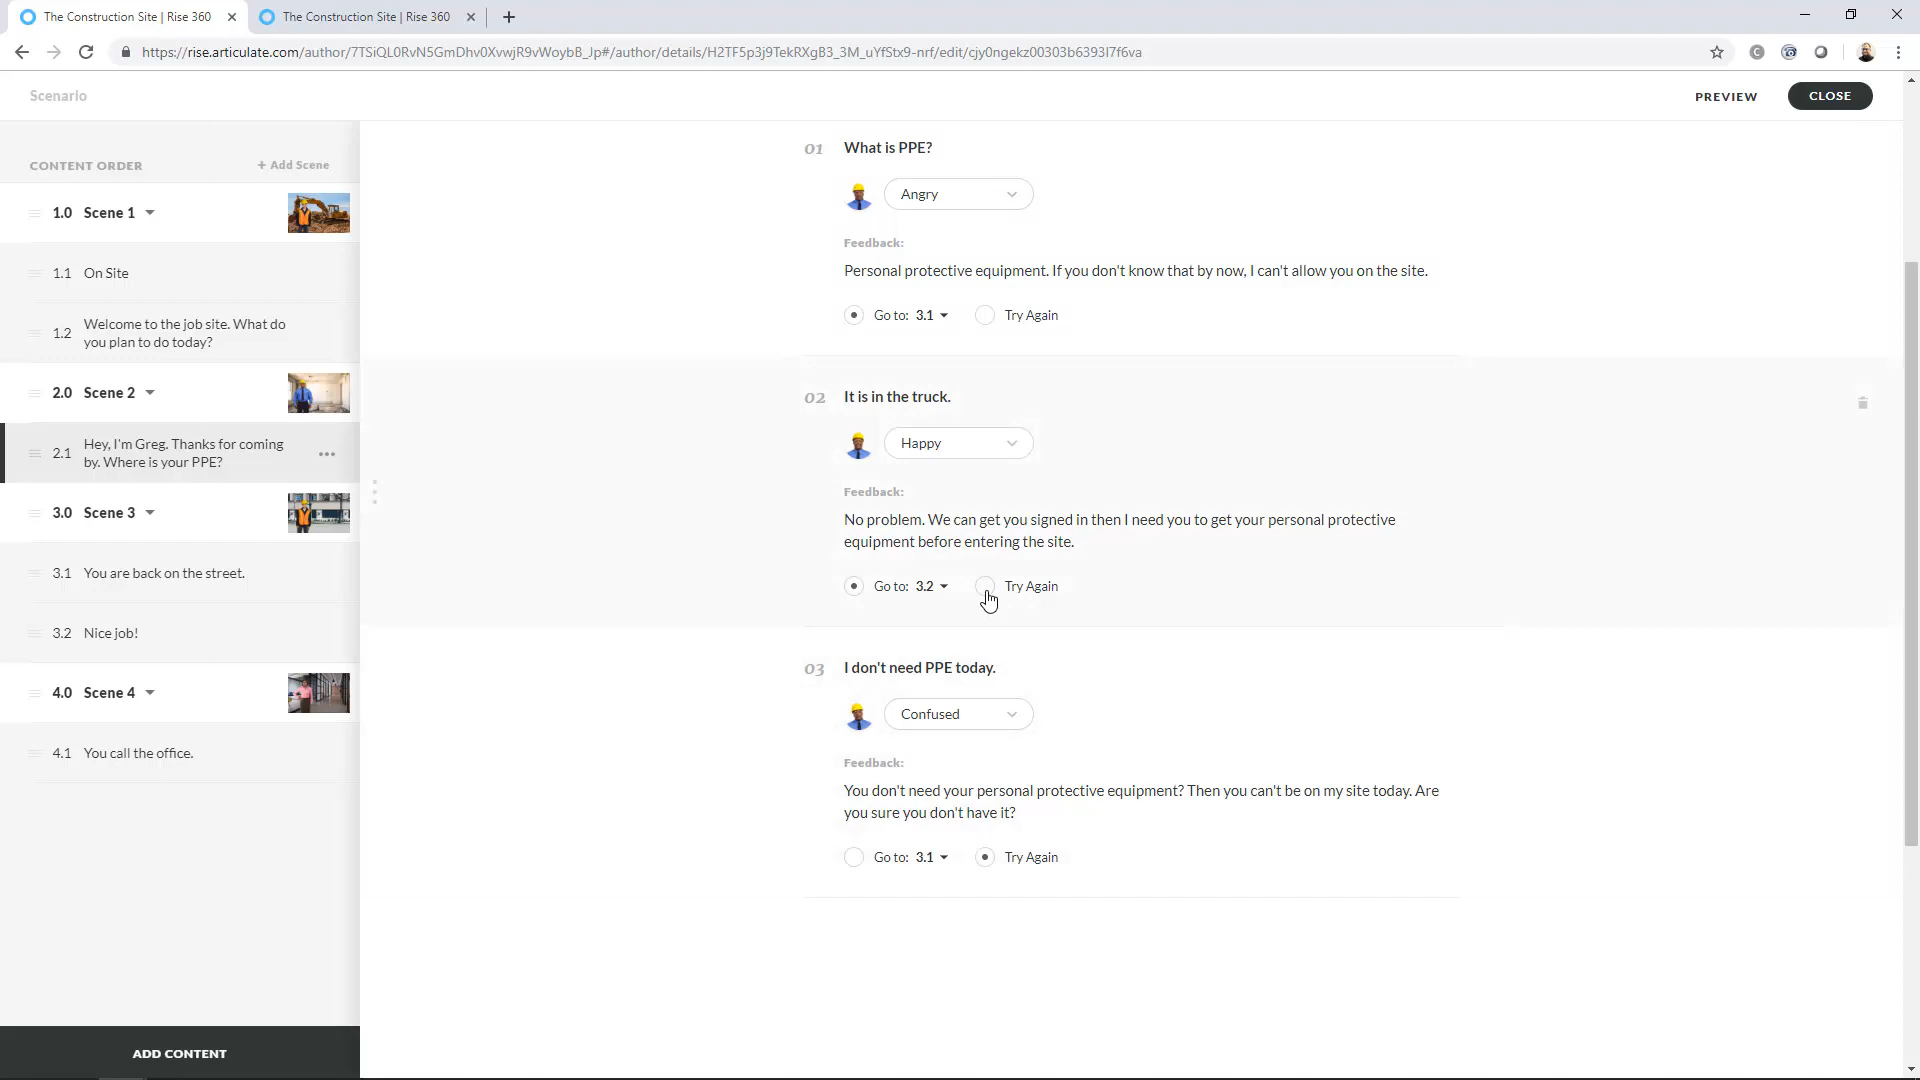 The Construction Site | Rise 360
The Construction Site | Rise 360
https://rise.articulate.com/author/7TSiQL0RvN5GmDhv0XvwjR9vWoybB_Jp#/author/details/H2TF5p3j9TekRXgB3_3M_uYfStx9-nrf/edit/cjy0ngekz00303b6393l7f6va
Scenario
PREVIEW
CLOSE
CONTENT ORDER
+ Add Scene
1.0 Scene 1
1.1 On Site
1.2 Welcome to the job site. What do
you plan to do today?
2.0 Scene 2
2.1 Hey, I'm Greg. Thanks for coming
by. Where is your PPE?
3.0 Scene 3
3.1 You are back on the street.
3.2 Nice job!
4.0 Scene 4
4.1 You call the office.
ADD CONTENT
01 What is PPE?
Angry
Feedback:
Personal protective equipment. If you don't know that by now, I can't allow you on the site.
Go to: 3.1 Try Again
02 It is in the truck.
Happy
Feedback:
No problem. We can get you signed in then I need you to get your personal protective
equipment before entering the site.
Go to: 3.2 Try Again
03 I don't need PPE today.
Confused
Feedback:
You don't need your personal protective equipment? Then you can't be on my site today. Are
you sure you don't have it?
Go to: 3.1 Try Again